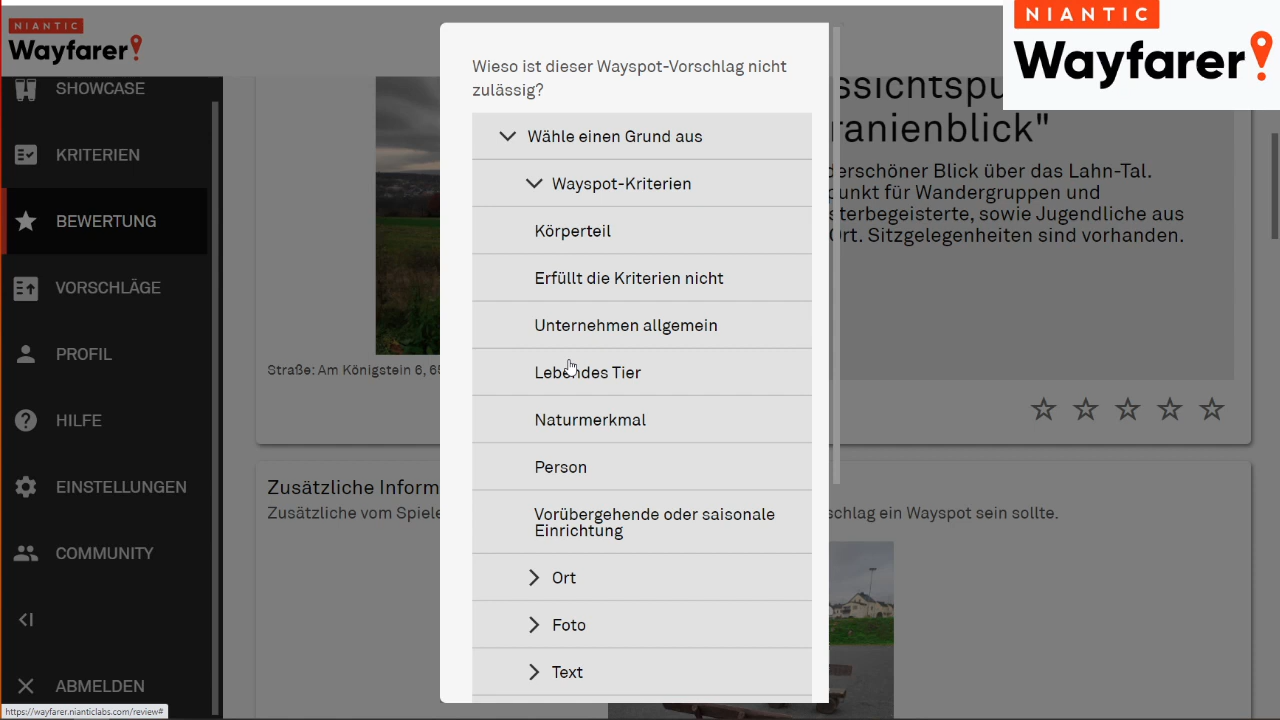 NIANTIC
Wayfarer!
SHOWCASE
KRITERIEN
BEWERTUNG
VORSCHLÄGE
PROFIL
HILFE
EINSTELLUNGEN
COMMUNITY
ABMELDEN
https://wayfarer.nianticlabs.com/review#
Straße: Am Königstein 6, 65
Zusätzliche Inform
Zusätzliche vom Spiele
Wieso ist dieser Wayspot-Vorschlag nicht
zulässig?
Wähle einen Grund aus
Wayspot-Kriterien
Körperteil
Erfüllt die Kriterien nicht
Unternehmen allgemein
Lebendes Tier
Naturmerkmal
Person
Vorübergehende oder saisonale
Einrichtung
Ort
Foto
Text
NIANTIC
Wayfarer!
ssichtspu
ranienblick"
derschöner Blick über das Lahn-Tal.
punkt für Wandergruppen und
sterbegeisterte, sowie Jugendliche aus
Ort. Sitzgelegenheiten sind vorhanden.
schlag ein Wayspot sein sollte.